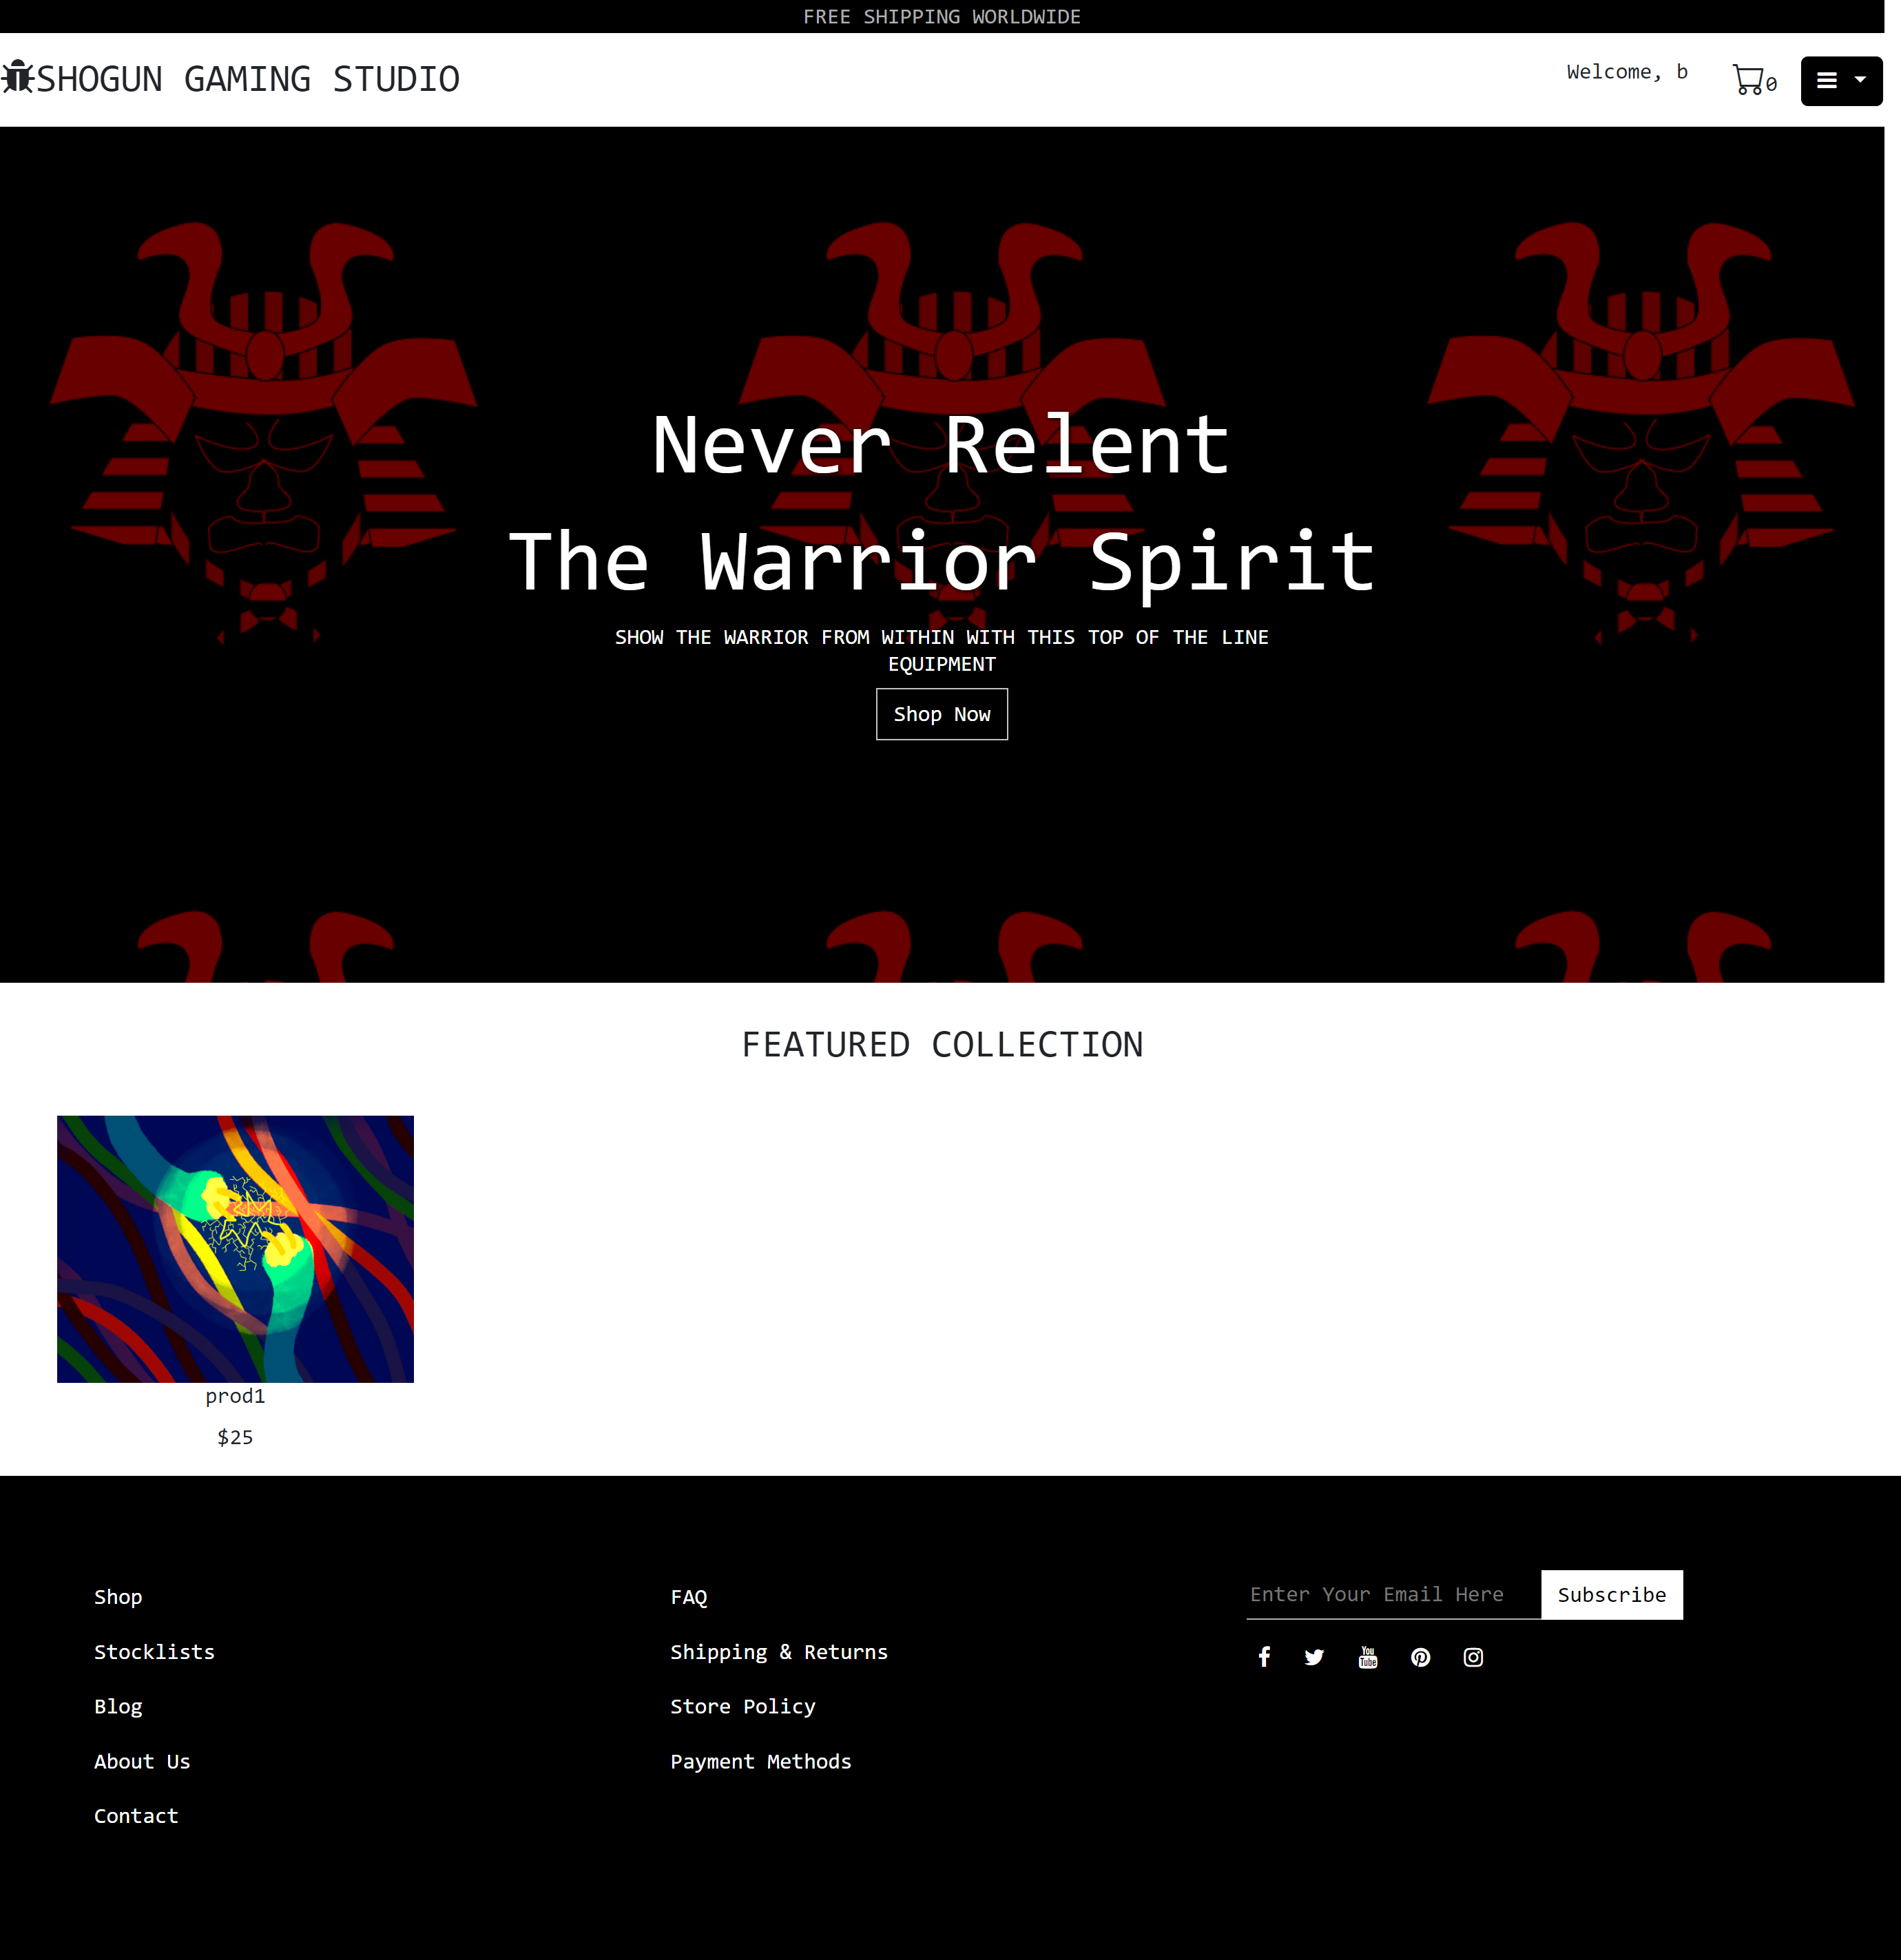 FREE SHIPPING WORLDWIDE
SHOGUN GAMING STUDIO
Welcome, b
0
Never Relent
The Warrior Spirit
SHOW THE WARRIOR FROM WITHIN WITH THIS TOP OF THE LINE
EQUIPMENT
Shop Now
FEATURED COLLECTION
prod1
$25
Shop
Stocklists
Blog
About Us
Contact
FAQ
Shipping & Returns
Store Policy
Payment Methods
Enter Your Email Here
Subscribe
You
Tube